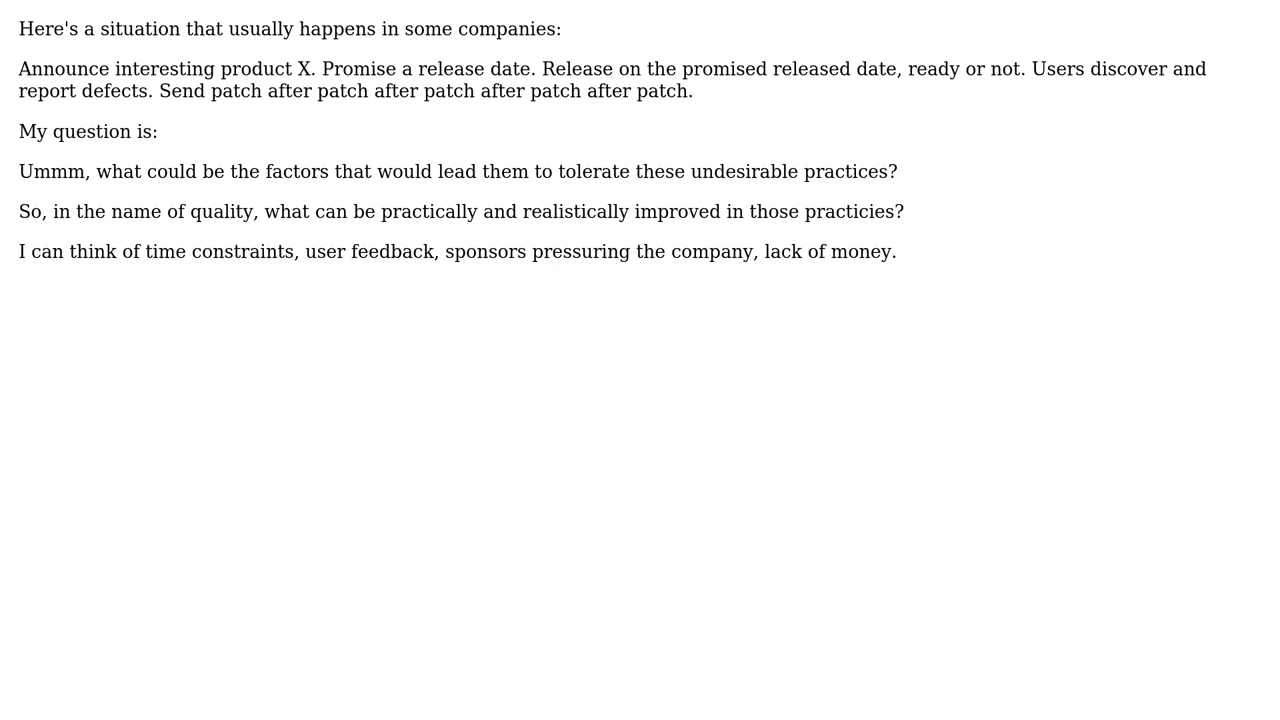 Here's a situation that usually happens in some companies:
Announce interesting product X. Promise a release date. Release on the promised released date, ready or not. Users discover and
report defects. Send patch after patch after patch after patch after patch.
My question is:
Ummm, what could be the factors that would lead them to tolerate these undesirable practices?
So, in the name of quality, what can be practically and realistically improved in those practicies?
I can think of time constraints, user feedback, sponsors pressuring the company, lack of money.